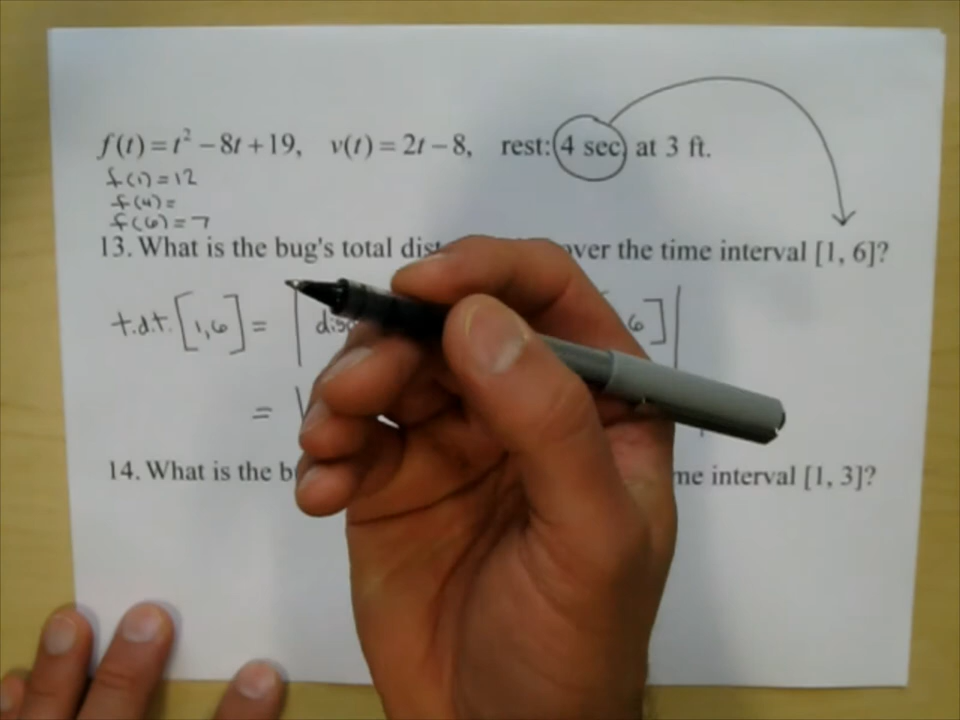 f(t) = t² − 8t + 19, v(t) = 2t − 8, rest: 4 sec at 3 ft.
f(1) = 12
f(4) =
f(6) = 7
13. What is the bug's total over the time interval [1, 6]?
t.d.t. [1,6] = | 6] |
= |
14. What is the interval [1, 3]?